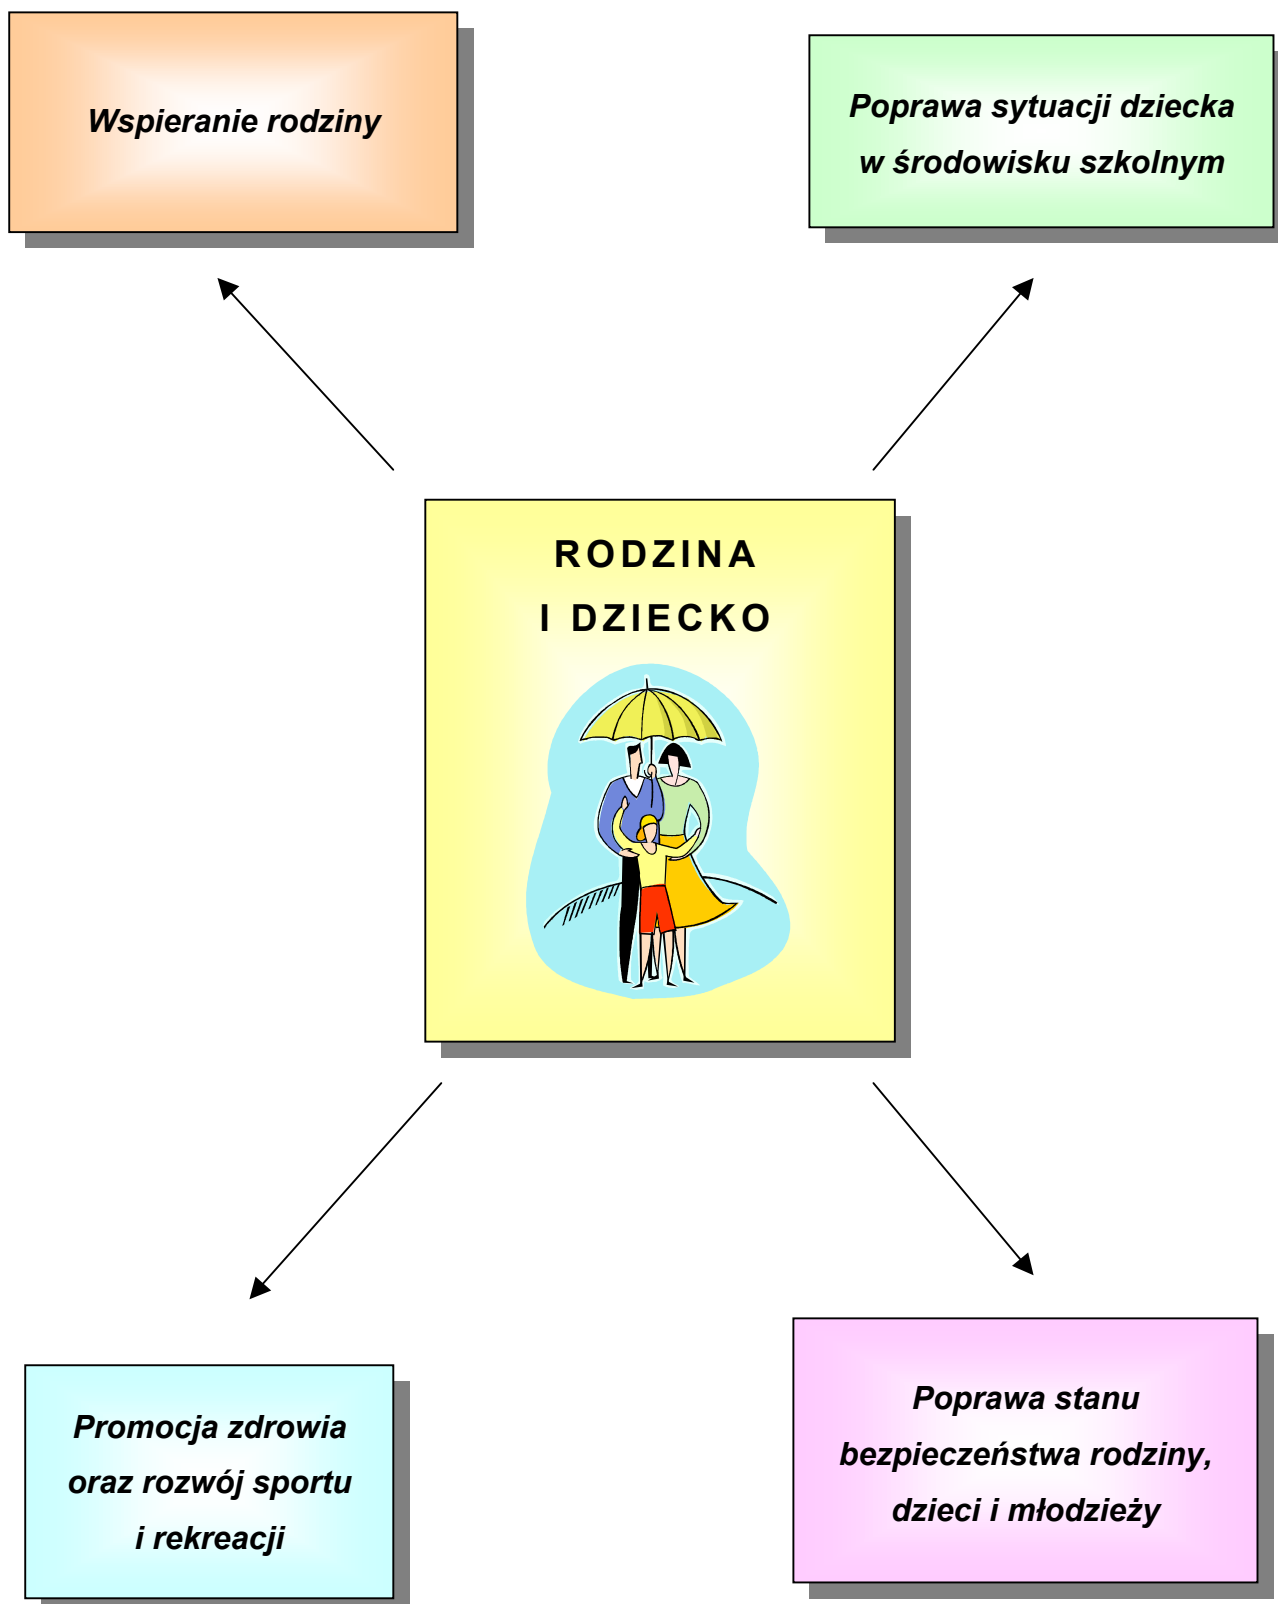 Wspieranie rodziny
Poprawa sytuacji dziecka
w środowisku szkolnym
RODZINA
I DZIECKO
Promocja zdrowia
oraz rozwój sportu
i rekreacji
Poprawa stanu
bezpieczeństwa rodziny,
dzieci i młodzieży